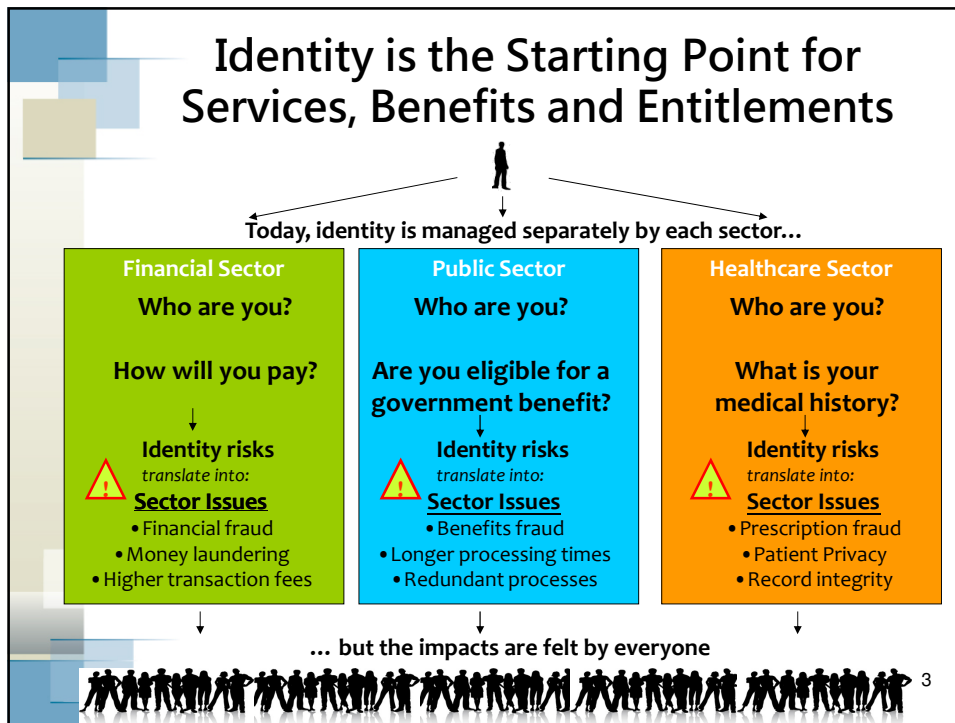 Identity is the Starting Point for
Services, Benefits and Entitlements
Today, identity is managed separately by each sector…
Financial Sector
Who are you?
How will you pay?
Identity risks
translate into:
!
Sector Issues
• Financial fraud
• Money laundering
• Higher transaction fees
Public Sector
Who are you?
Are you eligible for a
government benefit?
Identity risks
translate into:
!
Sector Issues
• Benefits fraud
• Longer processing times
• Redundant processes
Healthcare Sector
Who are you?
What is your
medical history?
Identity risks
translate into:
!
Sector Issues
• Prescription fraud
• Patient Privacy
• Record integrity
… but the impacts are felt by everyone
3